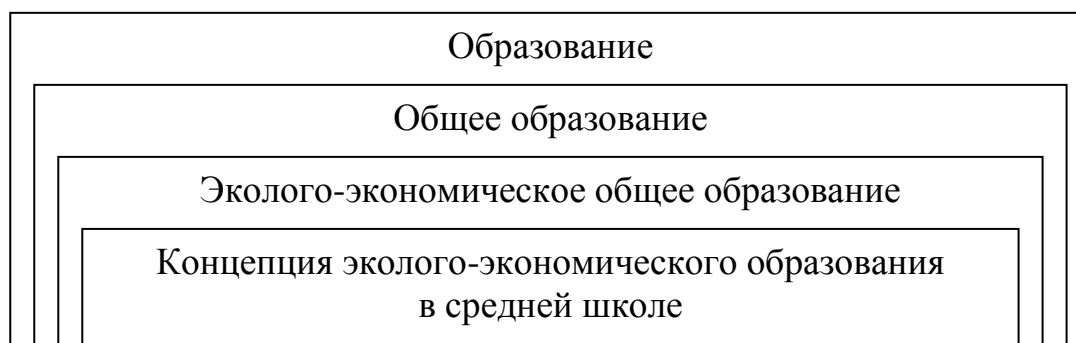 Образование
Общее образование
Эколого-экономическое общее образование
Концепция эколого-экономического образования
в средней школе